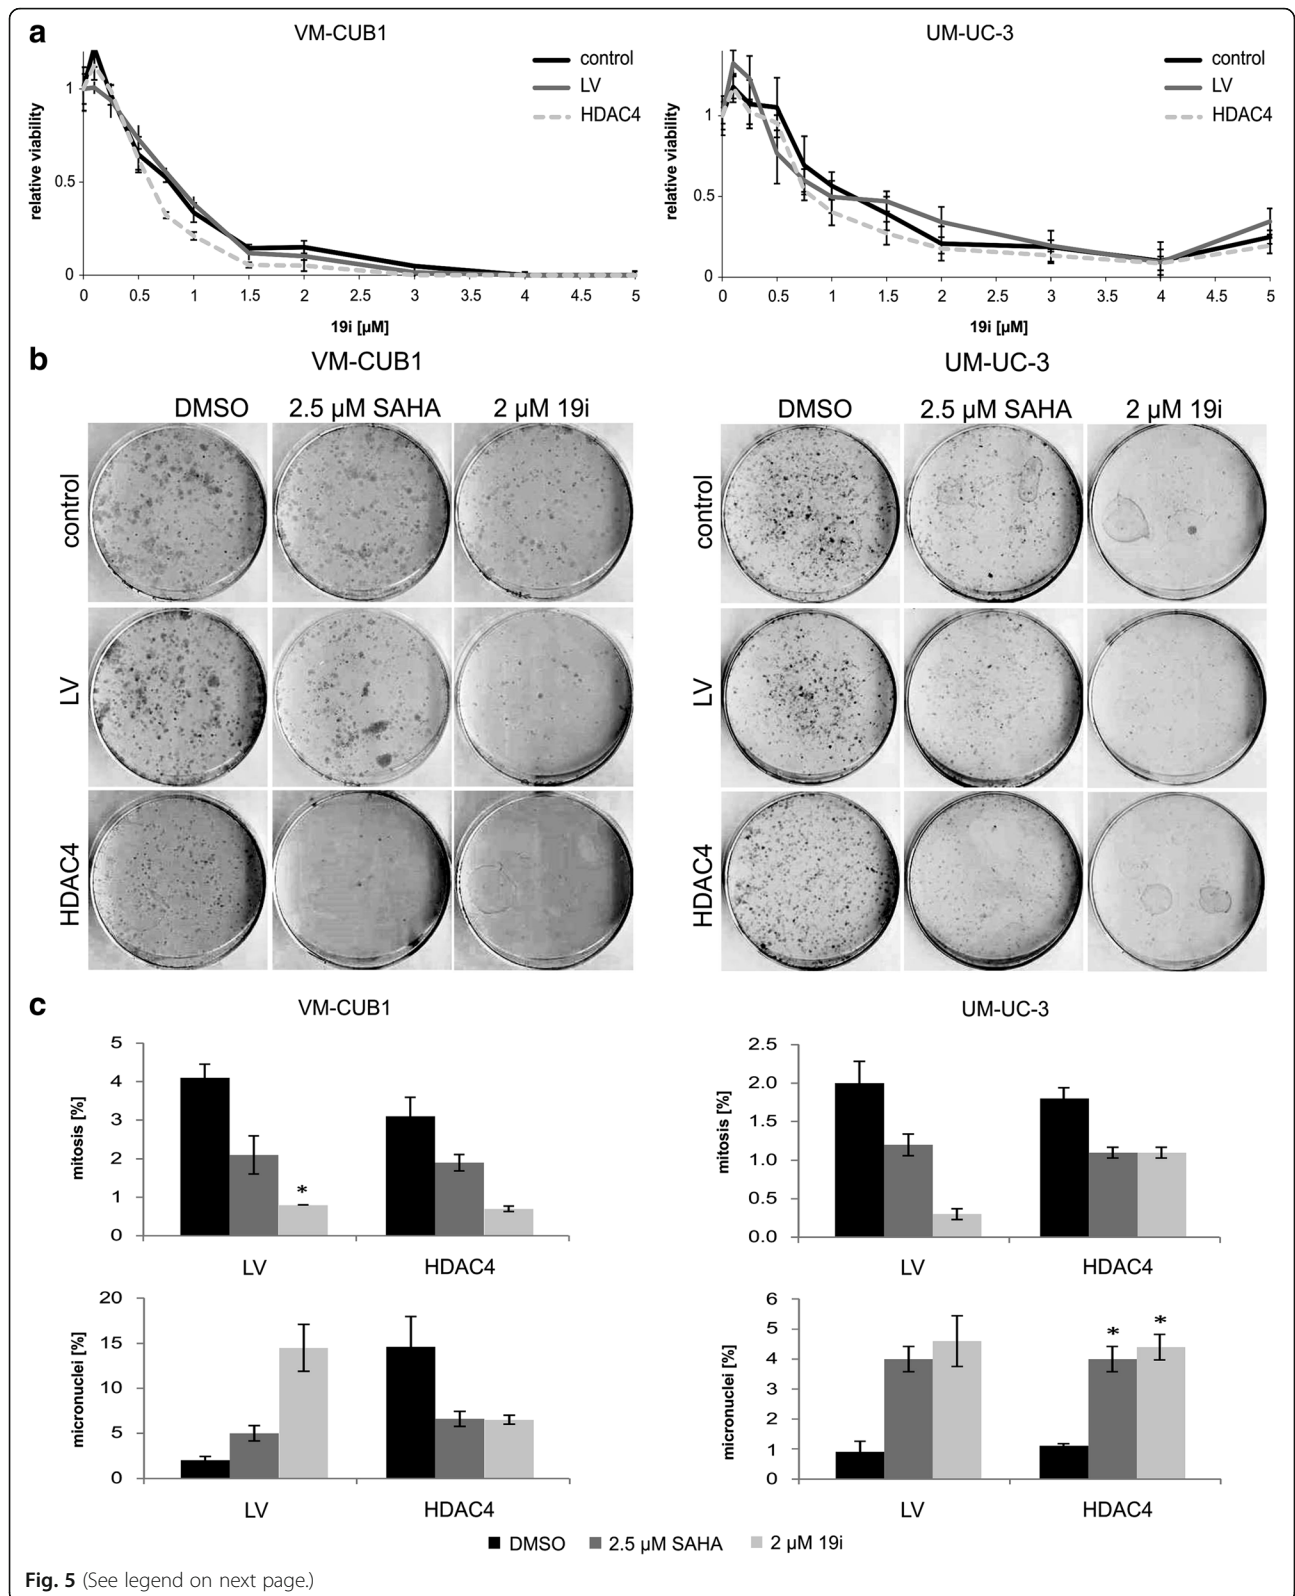 a
VM-CUB1
UM-UC-3
control
LV
HDAC4
relative viability
1
0.5
0
0 0.5 1 1.5 2 2.5 3 3.5 4 4.5 5
19i [µM]
control
LV
HDAC4
relative viability
1
0.5
0
0 0.5 1 1.5 2 2.5 3 3.5 4 4.5 5
19i [µM]
b
VM-CUB1
UM-UC-3
DMSO 2.5 µM SAHA 2 µM 19i
DMSO 2.5 µM SAHA 2 µM 19i
control
LV
HDAC4
control
LV
HDAC4
c
VM-CUB1
UM-UC-3
mitosis [%]
5
4
3
2
1
0
*
LV HDAC4
mitosis [%]
2.5
2.0
1.5
1.0
0.5
0.0
LV HDAC4
micronuclei [%]
20
15
10
5
0
LV HDAC4
micronuclei [%]
6
5
4
3
2
1
0
* *
LV HDAC4
DMSO 2.5 µM SAHA 2 µM 19i
Fig. 5 (See legend on next page.)